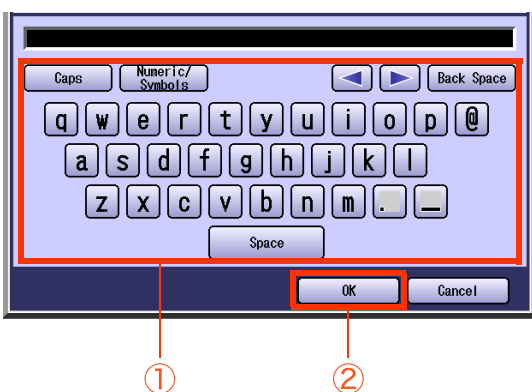 Caps Numeric/ Symbols Back Space
q w e r t y u i o p @
a s d f g h j k l
z x c v b n m . _
Space
OK Cancel
① ②